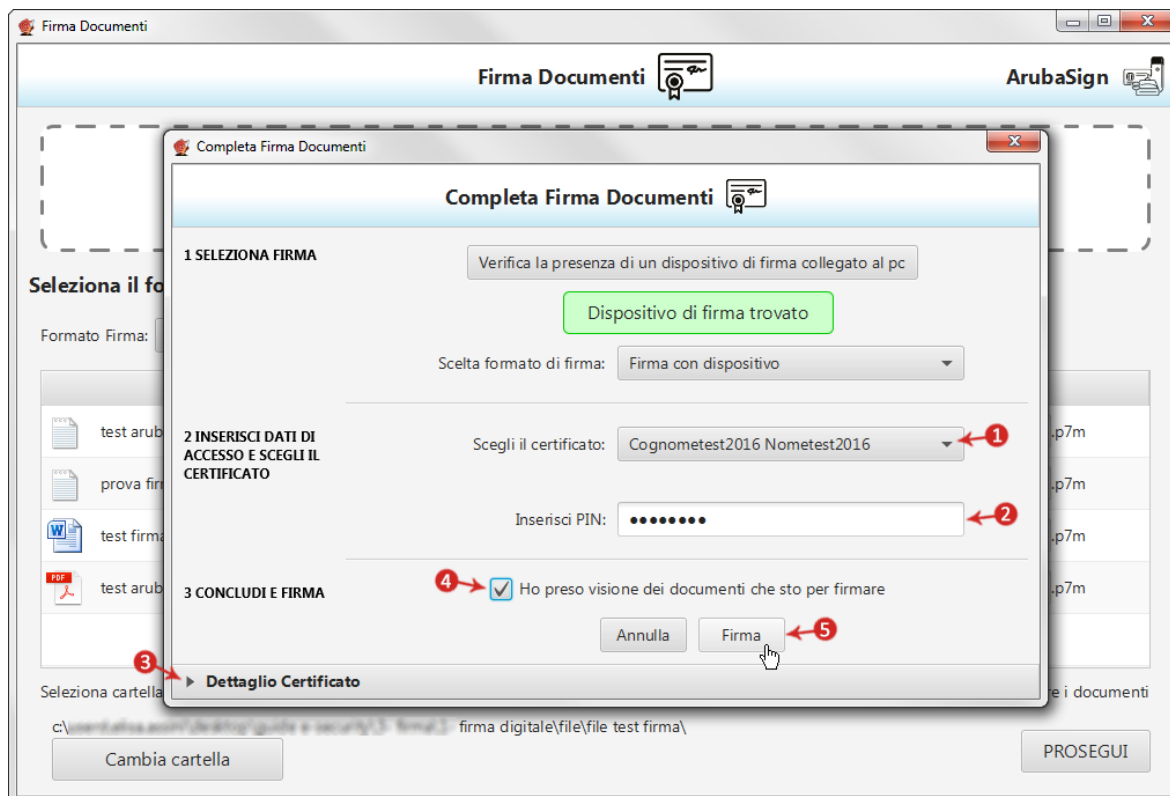 Firma Documenti
Firma Documenti
ArubaSign
Completa Firma Documenti
Completa Firma Documenti
1 SELEZIONA FIRMA
Verifica la presenza di un dispositivo di firma collegato al pc
Dispositivo di firma trovato
Scelta formato di firma: Firma con dispositivo
2 INSERISCI DATI DI
ACCESSO E SCEGLI IL
CERTIFICATO
Scegli il certificato: Cognometest2016 Nometest2016
1
Inserisci PIN: ●●●●●●●●
2
3 CONCLUDI E FIRMA
4
Ho preso visione dei documenti che sto per firmare
Annulla
Firma
5
3
Dettaglio Certificato
Seleziona il fo
Formato Firma:
test arub
.p7m
prova firm
.p7m
W
test firma
.p7m
PDF
test arub
.p7m
Seleziona cartella
re i documenti
c:\
firma digitale\file\file test firma\
Cambia cartella
PROSEGUI